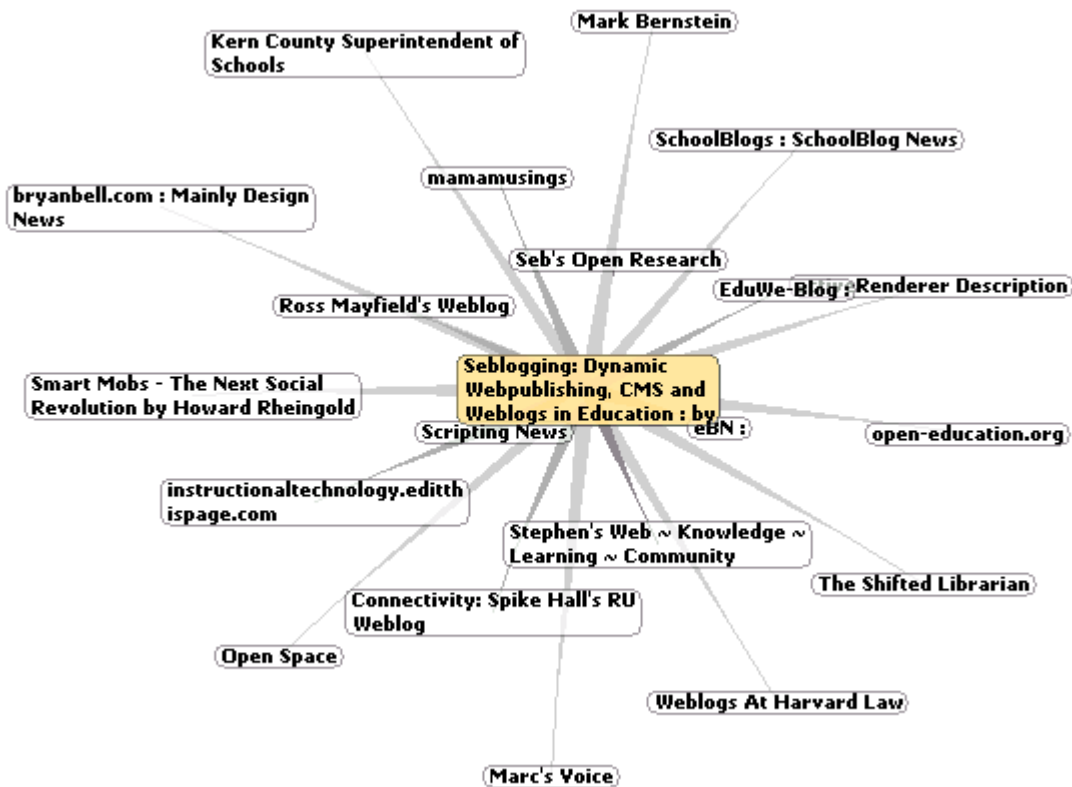 Mark Bernstein
Kern County Superintendent of
Schools
SchoolBlogs : SchoolBlog News
mamamusings
bryanbell.com : Mainly Design
News
Seb's Open Research
EduWe-Blog :
Renderer Description
Ross Mayfield's Weblog
Seblogging: Dynamic
Webpublishing, CMS and
Weblogs in Education : by
Smart Mobs - The Next Social
Revolution by Howard Rheingold
Scripting News
eBN :
open-education.org
instructionaltechnology.editth
ispage.com
Stephen's Web ~ Knowledge ~
Learning ~ Community
The Shifted Librarian
Connectivity: Spike Hall's RU
Weblog
Open Space
Weblogs At Harvard Law
Marc's Voice